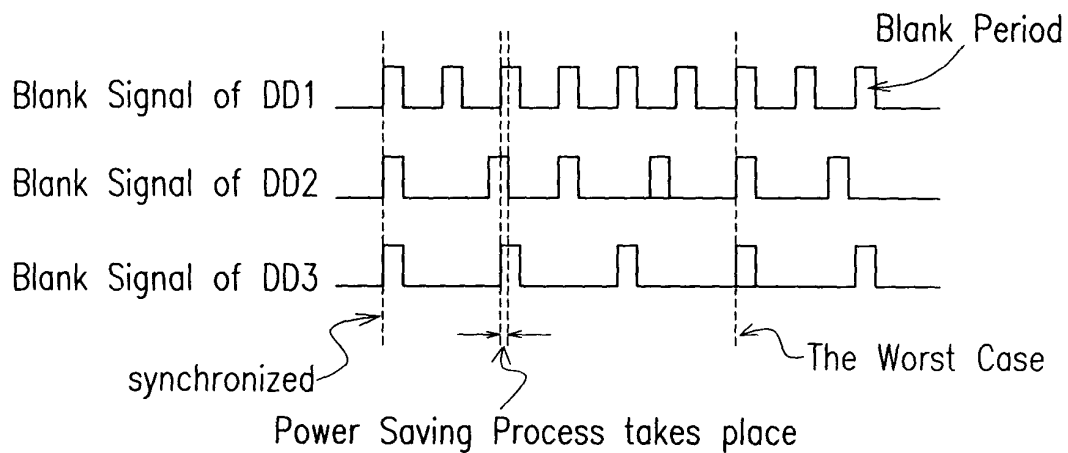 Blank Period
Blank Signal of DD1
Blank Signal of DD2
Blank Signal of DD3
The Worst Case
synchronized
Power Saving Process takes place